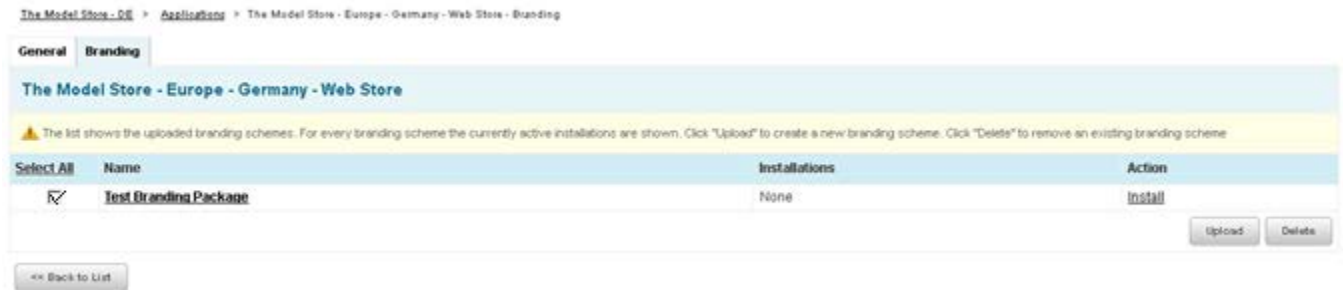 The Model Store - DE > Applications > The Model Store - Europe - Germany - Web Store - Branding
General Branding
The Model Store - Europe - Germany - Web Store
The list shows the uploaded branding schemes. For every branding scheme the currently active installations are shown. Click "Upload" to create a new branding scheme. Click "Delete" to remove an existing branding scheme
Select All Name Installations Action
Test Branding Package None Install
Upload Delete
<< Back to List